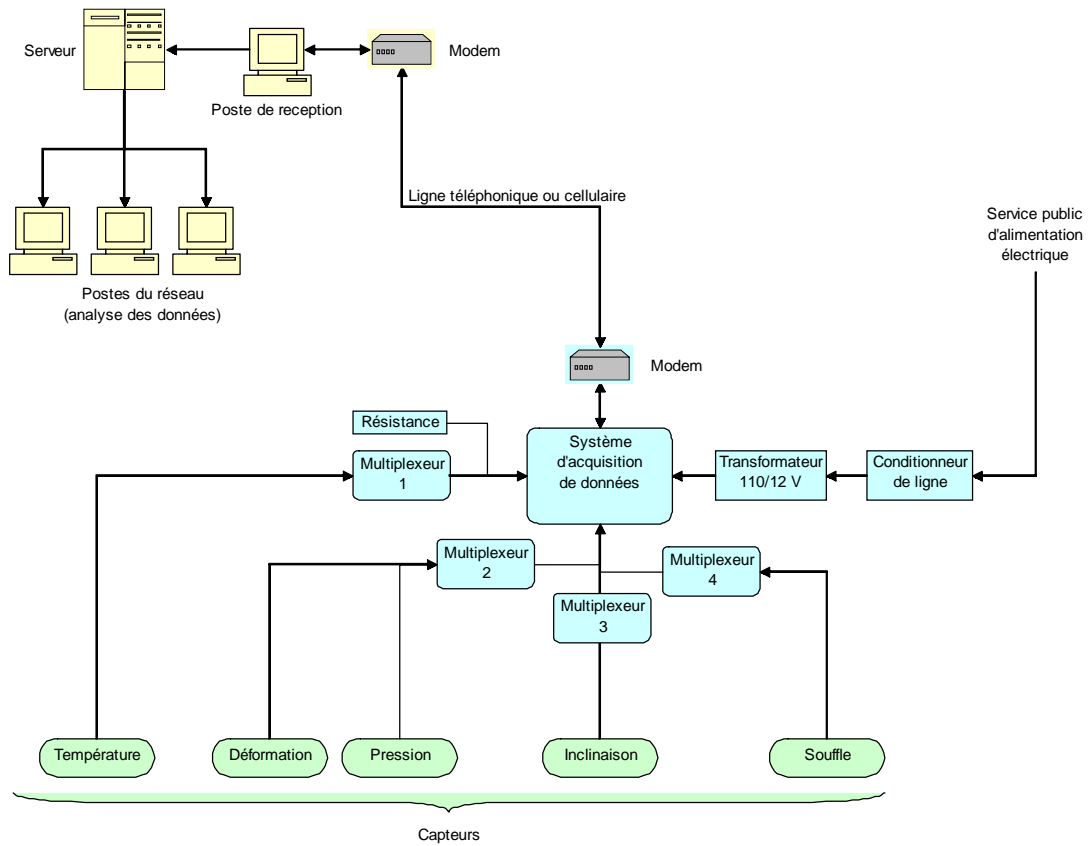 Serveur
Modem
Poste de reception
Ligne téléphonique ou cellulaire
Service public
d'alimentation
électrique
Postes du réseau
(analyse des données)
Modem
Résistance
Multiplexeur
1
Système
d'acquisition
de données
Transformateur
110/12 V
Conditionneur
de ligne
Multiplexeur
2
Multiplexeur
4
Multiplexeur
3
Température
Déformation
Pression
Inclinaison
Souffle
Capteurs